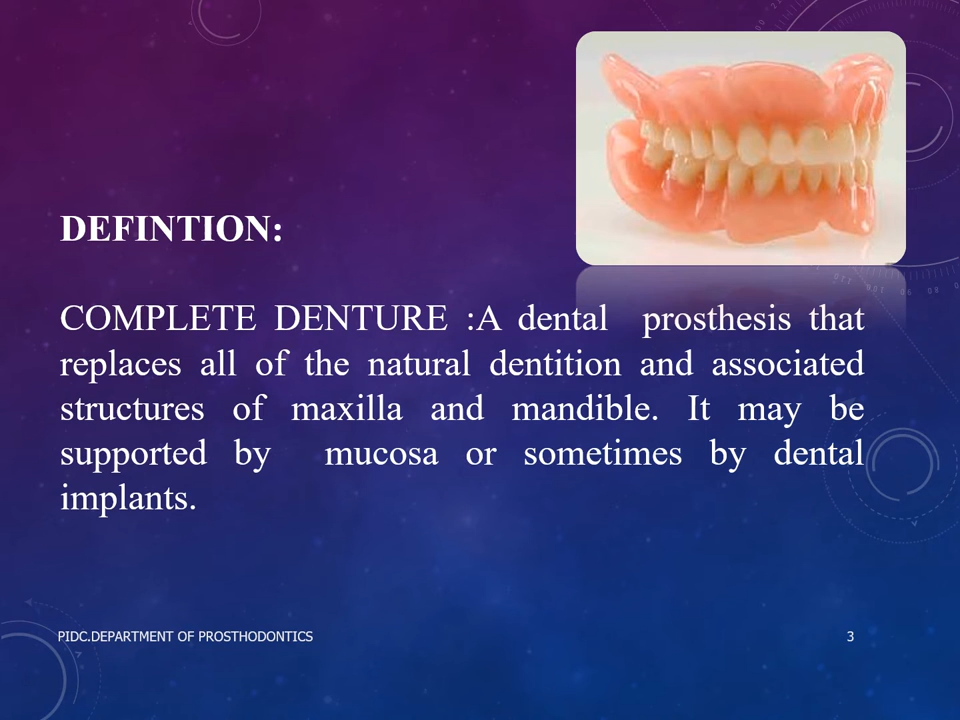 DEFINTION:
COMPLETE DENTURE :A dental prosthesis that
replaces all of the natural dentition and associated
structures of maxilla and mandible. It may be
supported by mucosa or sometimes by dental
implants.
PIDC.DEPARTMENT OF PROSTHODONTICS
3